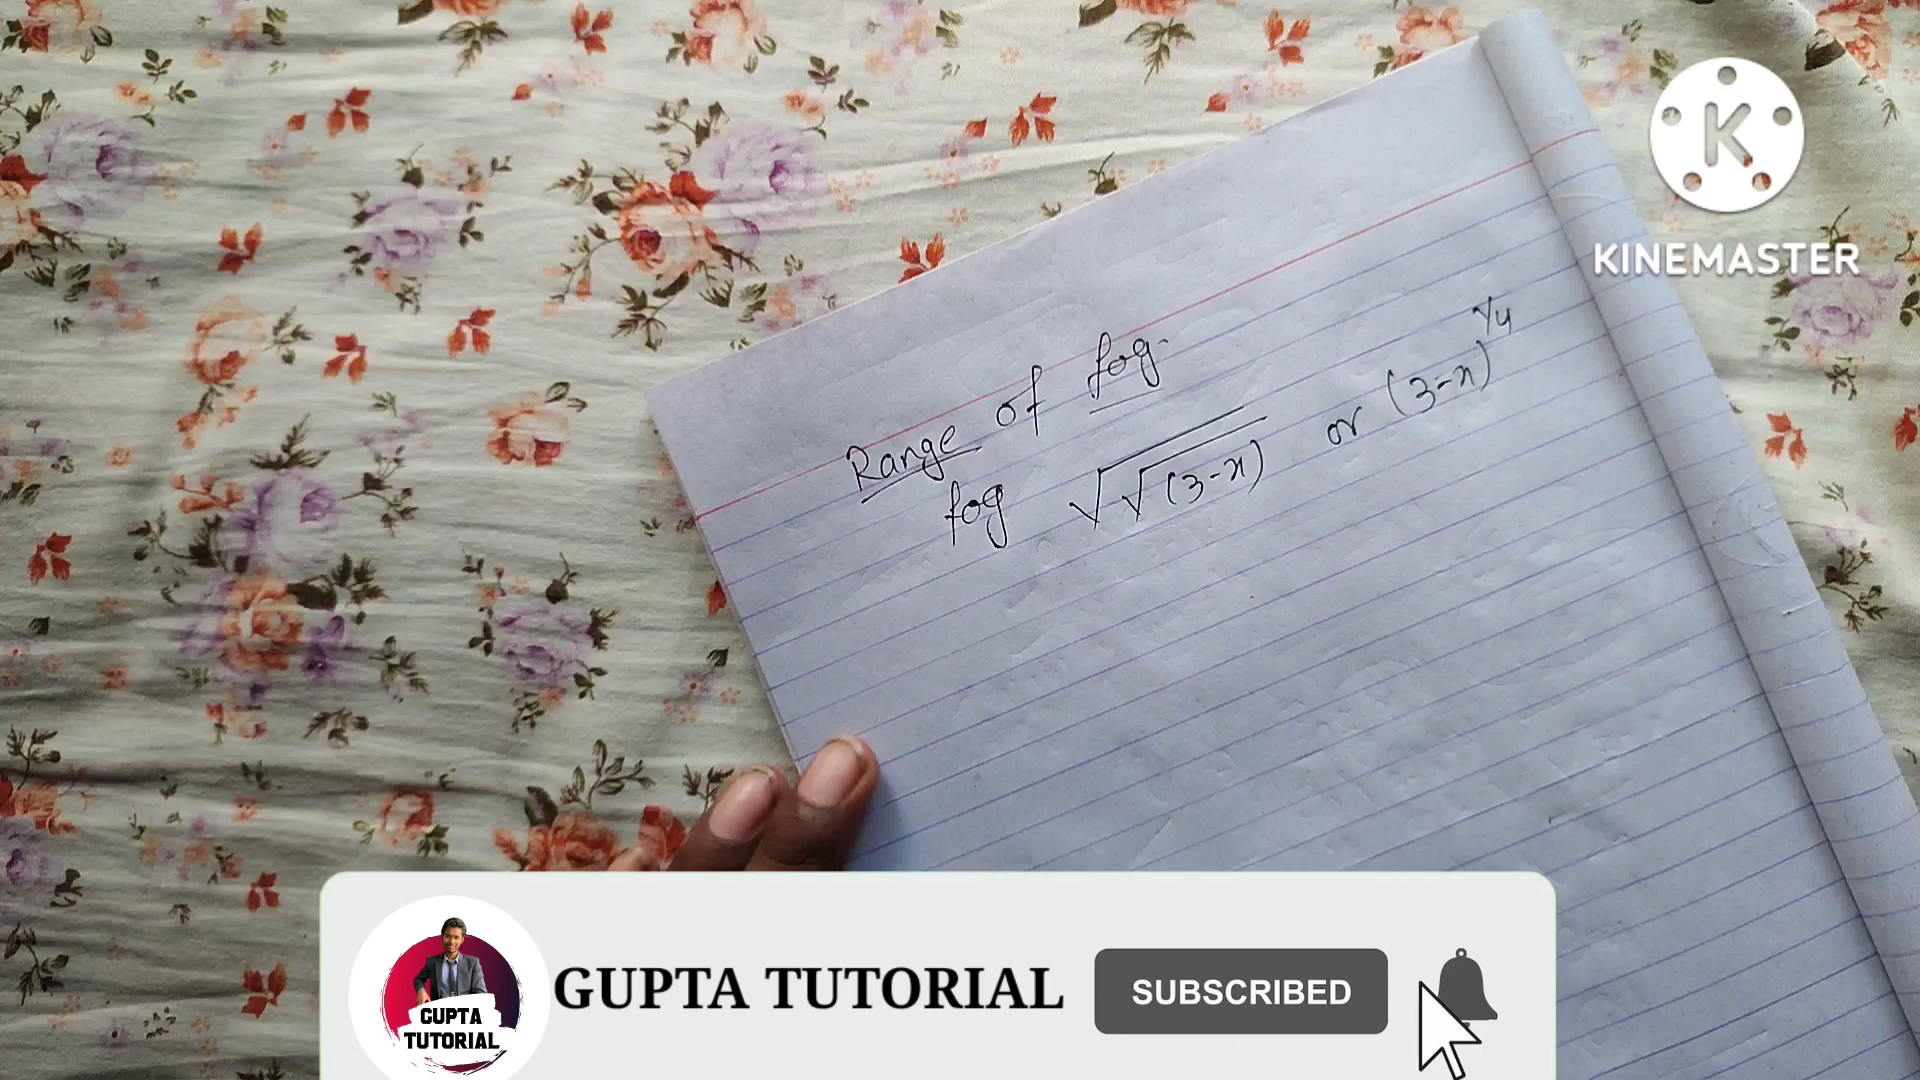 Range of fog.
fog √√(3-x) or (3-x)^1/4
KINEMASTER
GUPTA TUTORIAL
GUPTA TUTORIAL
SUBSCRIBED